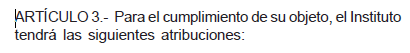 ARTÍCULO 3.- Para el cumplimiento de su objeto, el Instituto
tendrá las siguientes atribuciones: